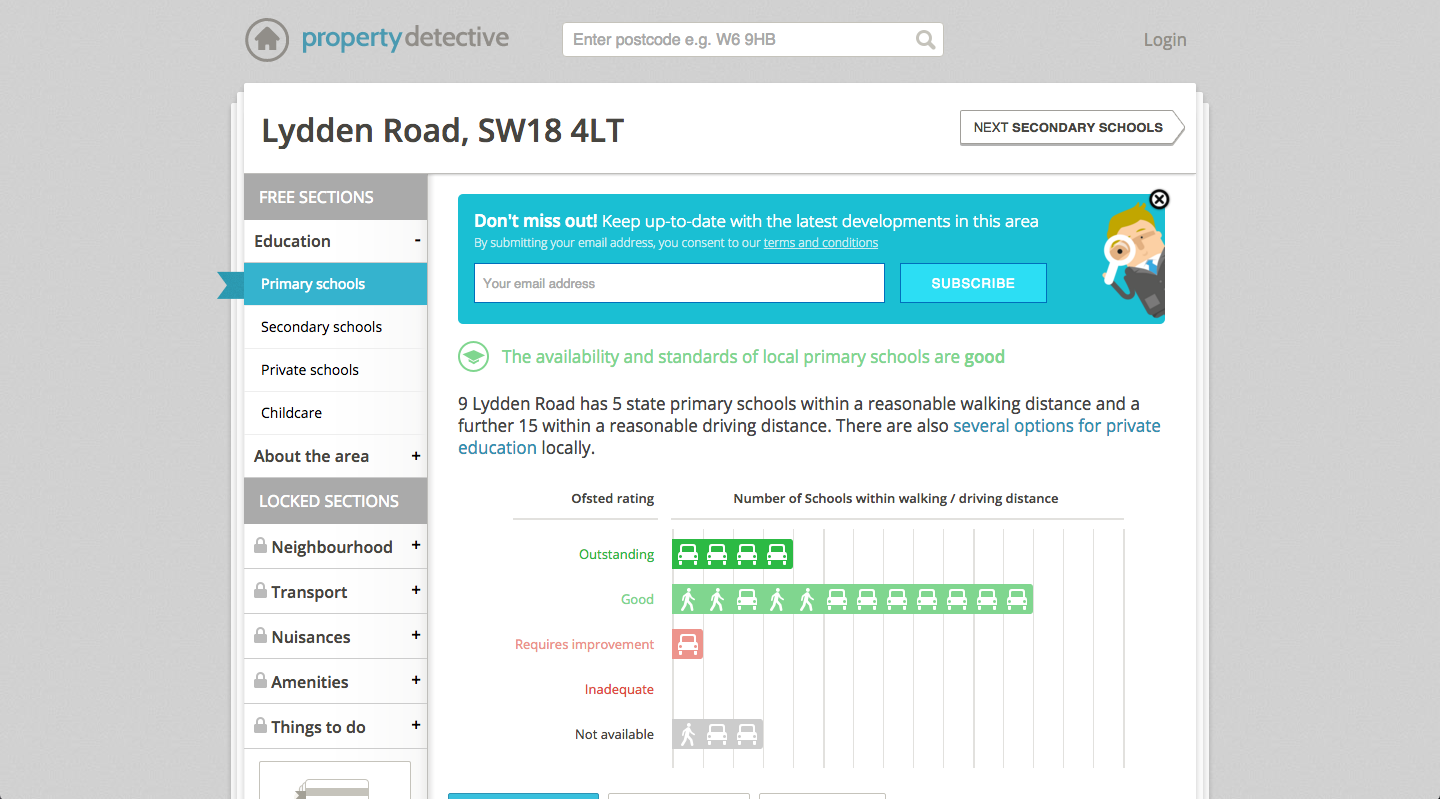 propertydetective
Enter postcode e.g. W6 9HB
Login
Lydden Road, SW18 4LT
NEXT SECONDARY SCHOOLS
FREE SECTIONS
Education -
Primary schools
Secondary schools
Private schools
Childcare
About the area +
LOCKED SECTIONS
Neighbourhood +
Transport +
Nuisances +
Amenities +
Things to do +
Don't miss out! Keep up-to-date with the latest developments in this area
By submitting your email address, you consent to our terms and conditions
Your email address
SUBSCRIBE
The availability and standards of local primary schools are good
9 Lydden Road has 5 state primary schools within a reasonable walking distance and a
further 15 within a reasonable driving distance. There are also several options for private
education locally.
Ofsted rating
Number of Schools within walking / driving distance
Outstanding
Good
Requires improvement
Inadequate
Not available